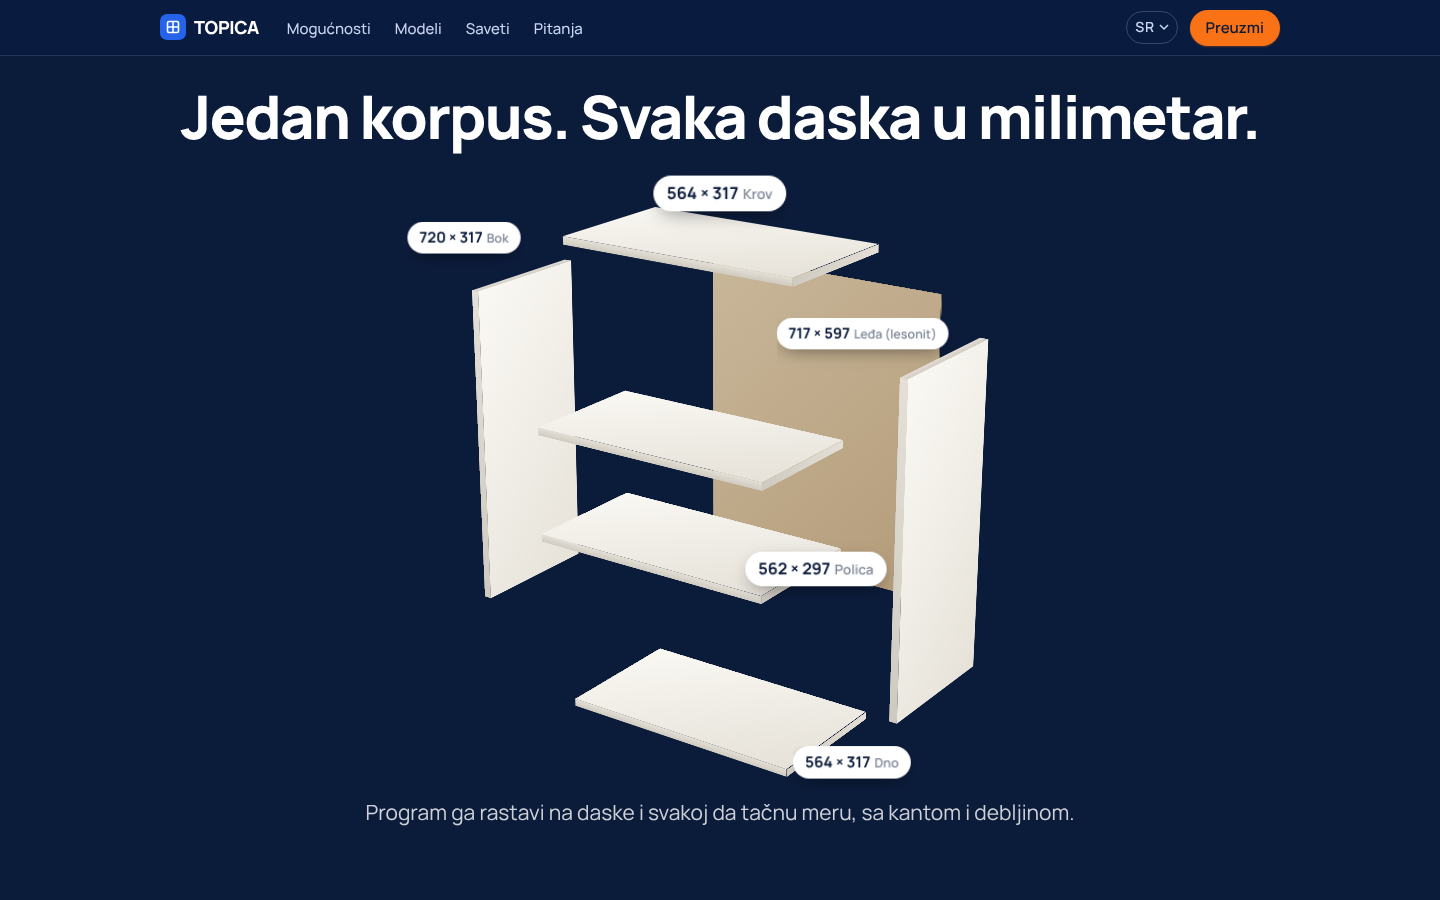 TOPICA Mogućnosti Modeli Saveti Pitanja SR Preuzmi
Jedan korpus. Svaka daska u milimetar.
564 × 317 Krov
720 × 317 Bok
717 × 597 Leđa (lesonit)
562 × 297 Polica
564 × 317 Dno
Program ga rastavi na daske i svakoj da tačnu meru, sa kantom i debljinom.